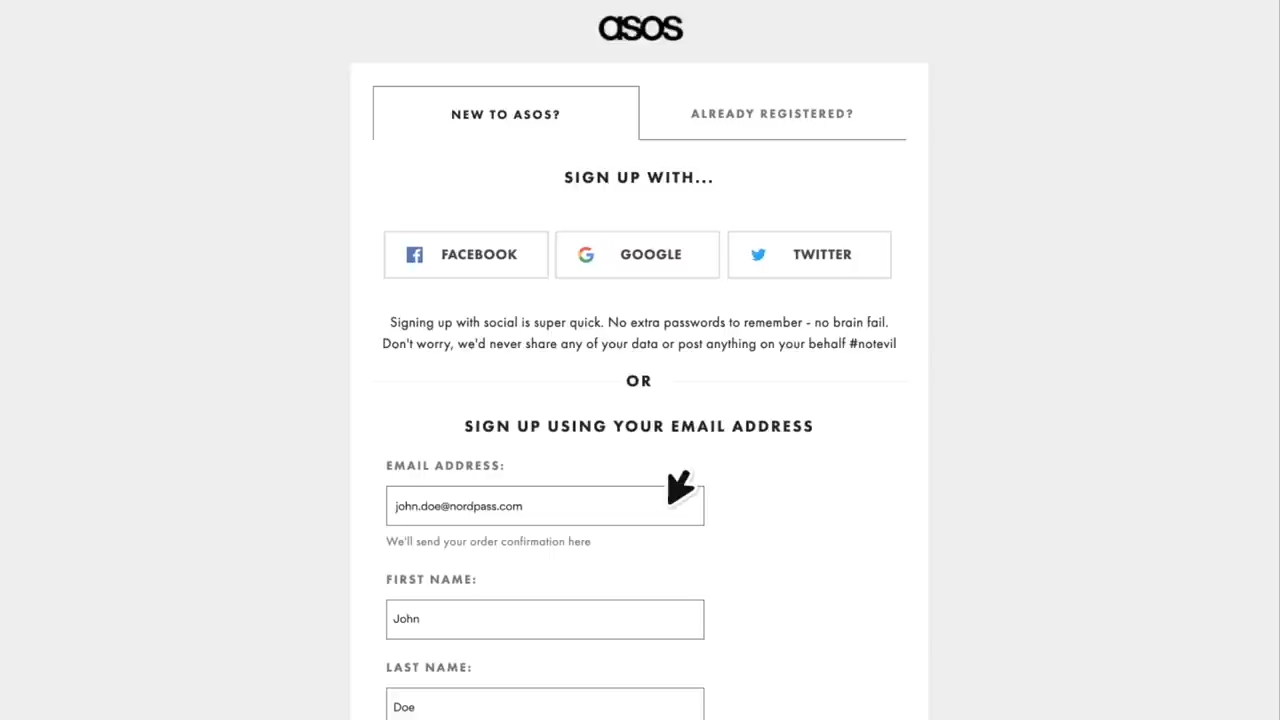 asos
NEW TO ASOS?
ALREADY REGISTERED?
SIGN UP WITH...
FACEBOOK
GOOGLE
TWITTER
Signing up with social is super quick. No extra passwords to remember - no brain fail.
Don't worry, we'd never share any of your data or post anything on your behalf #notevil
OR
SIGN UP USING YOUR EMAIL ADDRESS
EMAIL ADDRESS:
john.doe@nordpass.com
We'll send your order confirmation here
FIRST NAME:
John
LAST NAME:
Doe